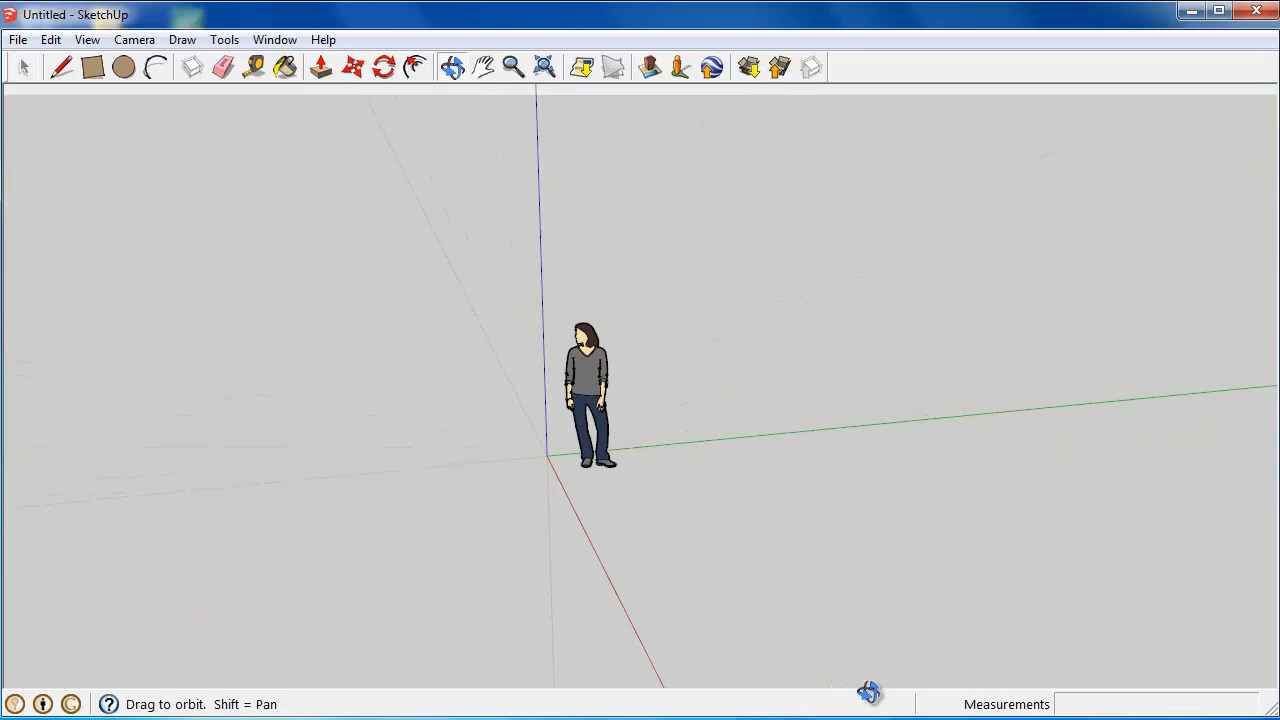 Untitled - SketchUp
File Edit View Camera Draw Tools Window Help
Drag to orbit. Shift = Pan
Measurements